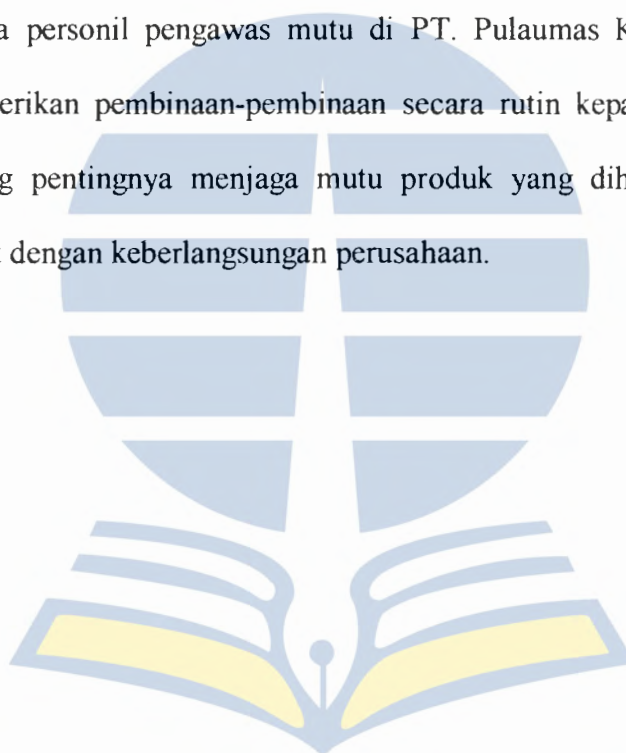 a personil pengawas mutu di PT. Pulaumas K
erikan pembinaan-pembinaan secara rutin kepa
g pentingnya menjaga mutu produk yang dih
dengan keberlangsungan perusahaan.